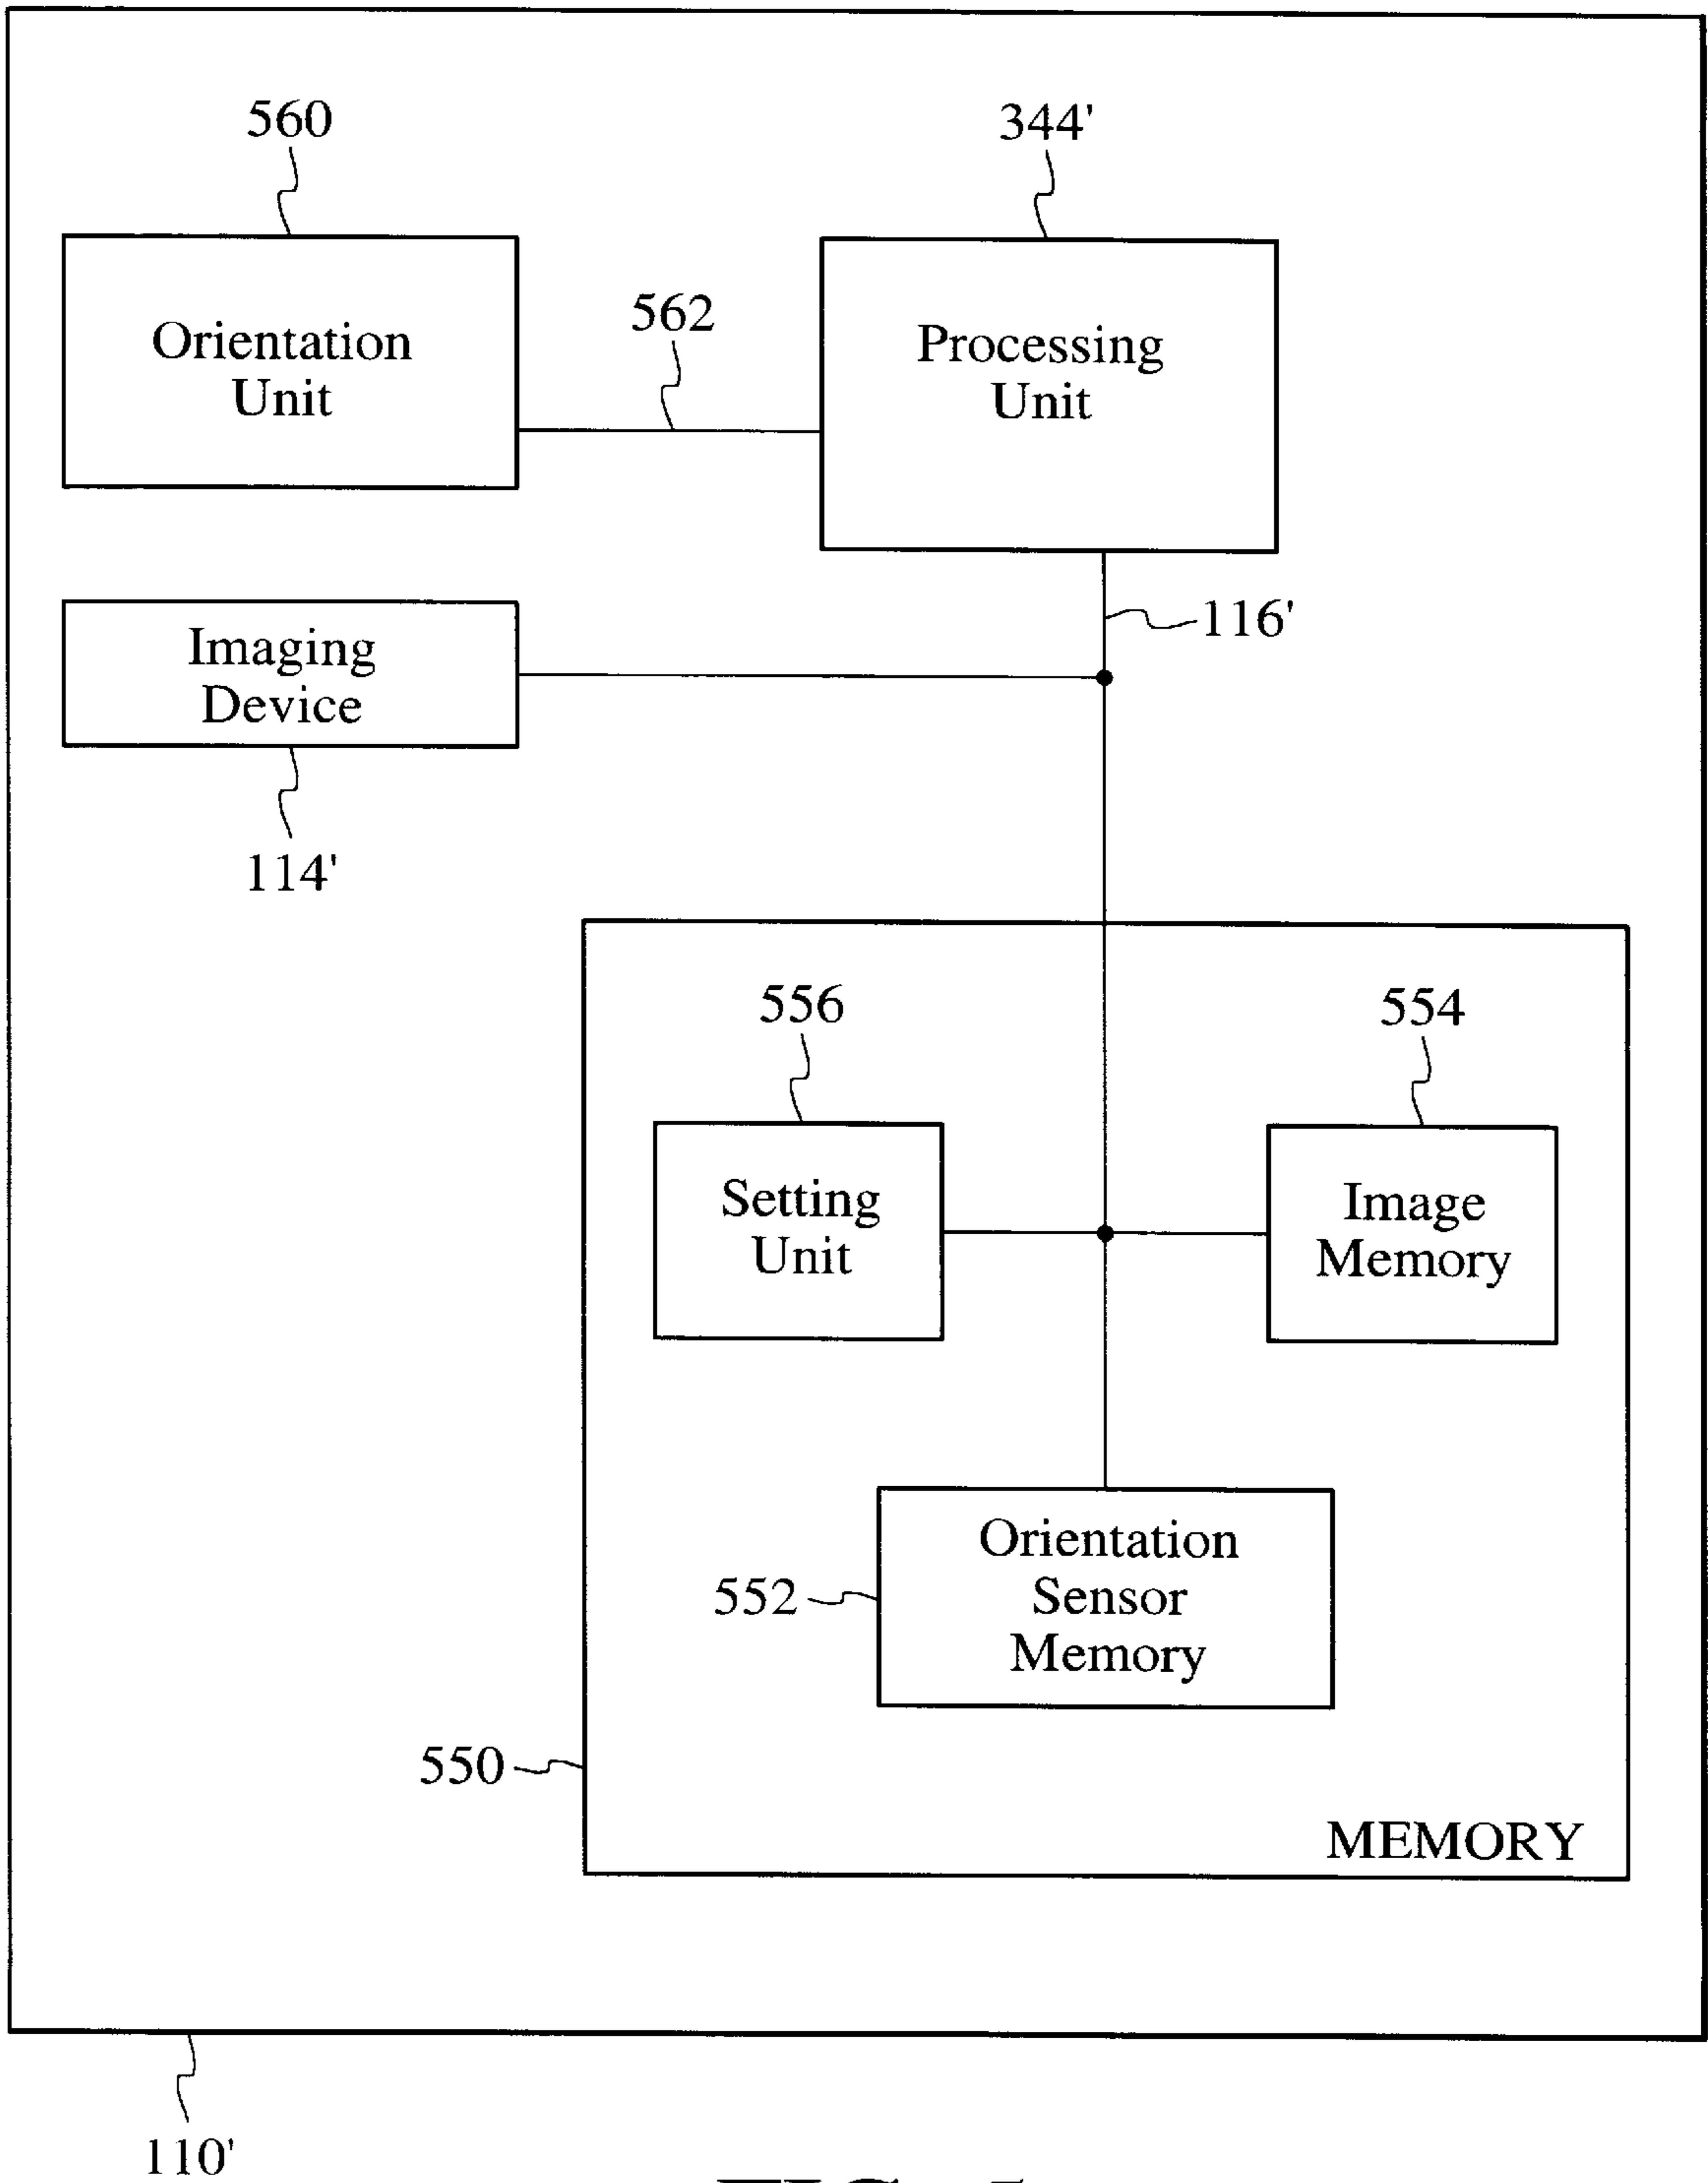 560
344'
Orientation
Unit
562
Processing
Unit
116'
Imaging
Device
114'
556
554
Setting
Unit
Image
Memory
Orientation
Sensor
Memory
552
550
MEMORY
110'